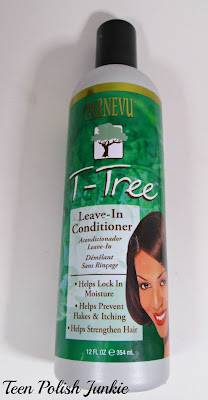 PARNEVU
T-Tree
Leave-In
Conditioner
Acondicionador
Leave-In
Démêlant
Sans Rinçage
• Helps Lock In
Moisture
• Helps Prevent
Flakes & Itching
• Helps Strengthen Hair
12 FL OZ ℮ 354 mL
Teen Polish Junkie